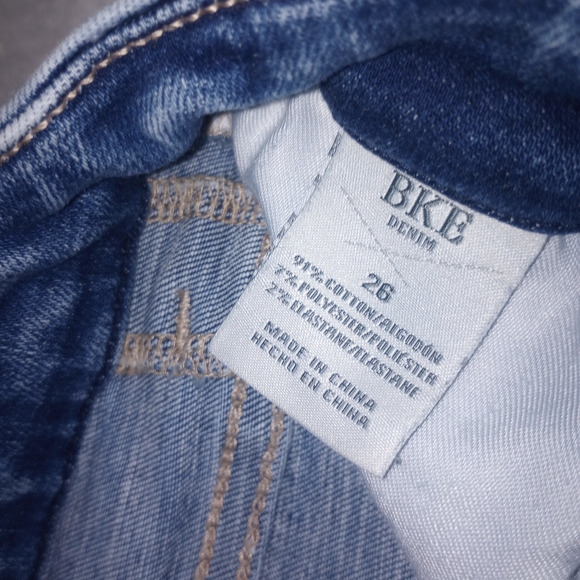 BKE
DENIM
26
91% COTTON/ALGODÓN
7% POLYESTER/POLIÉSTER
2% ELASTANE/ELASTANE
MADE IN CHINA
HECHO EN CHINA